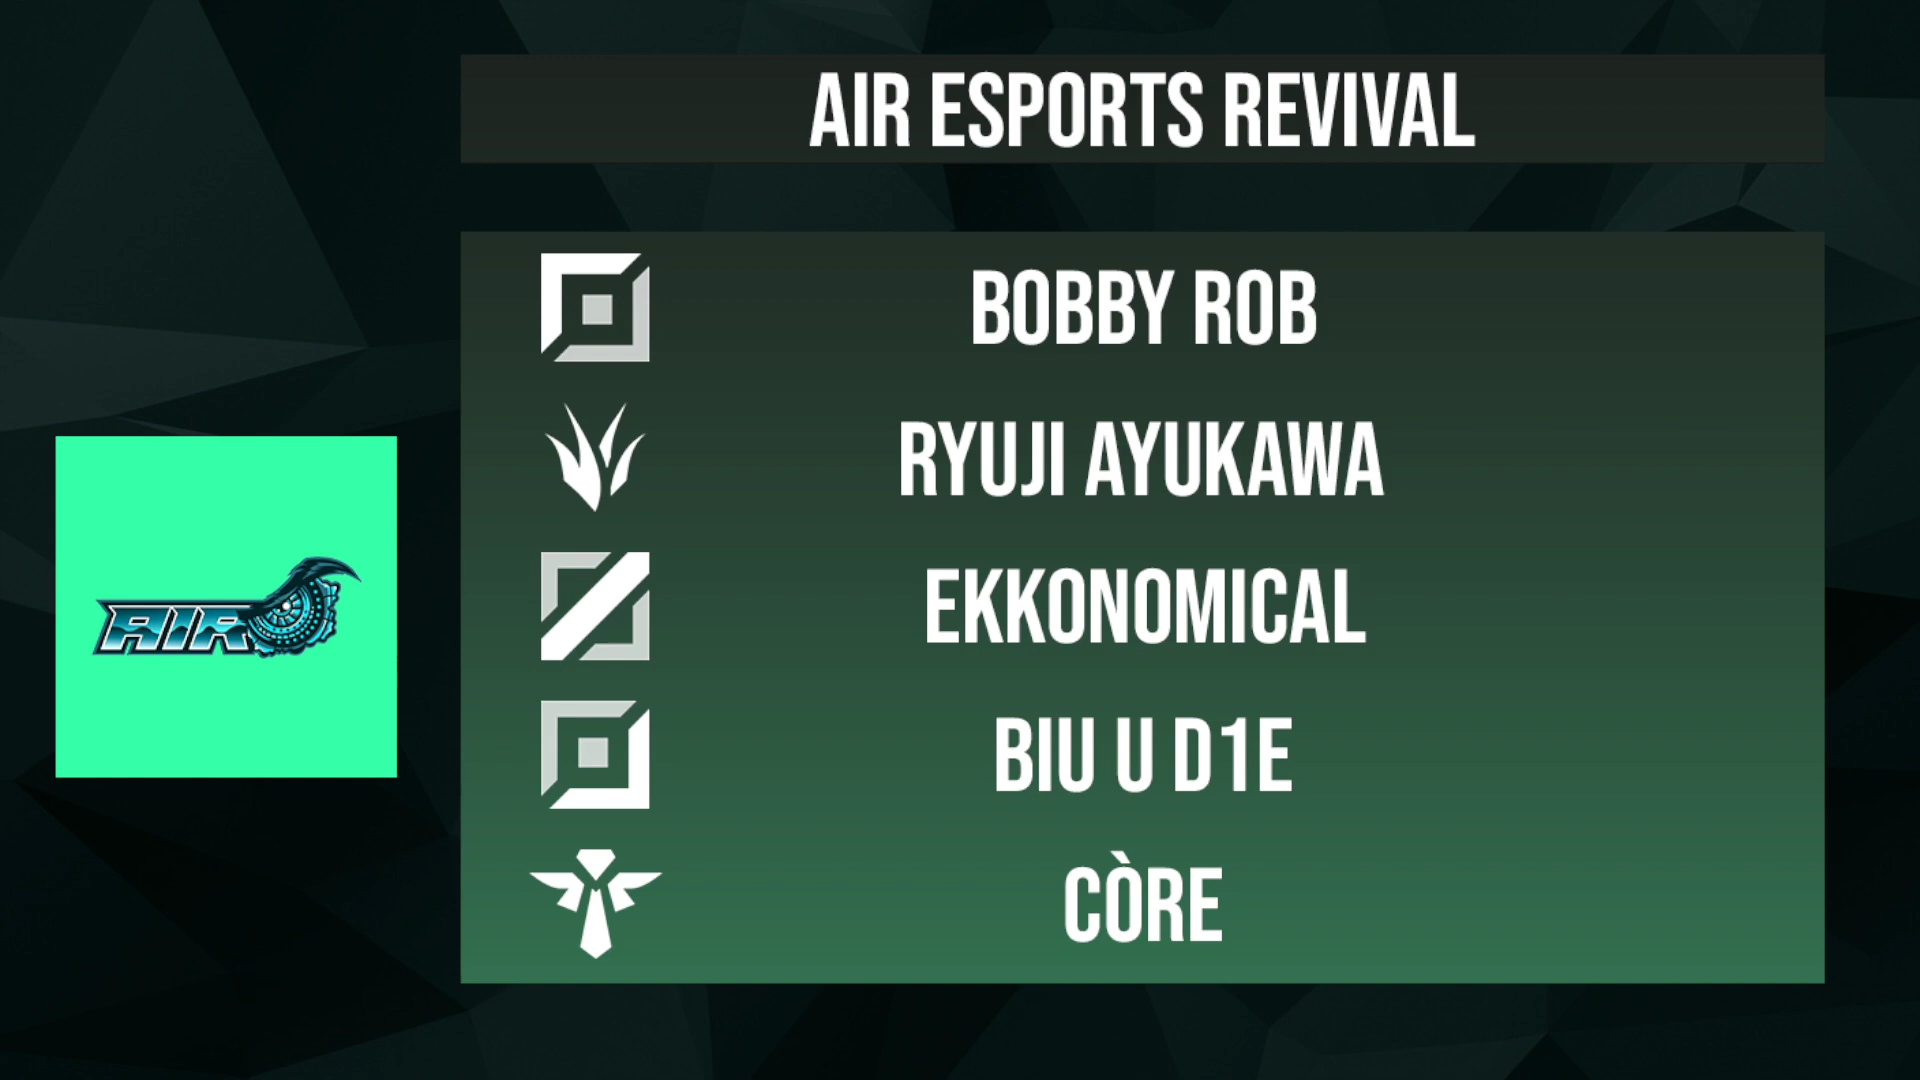 AIR ESPORTS REVIVAL
BOBBY ROB
RYUJI AYUKAWA
EKKONOMICAL
AIR
BIU U D1E
CÒRE